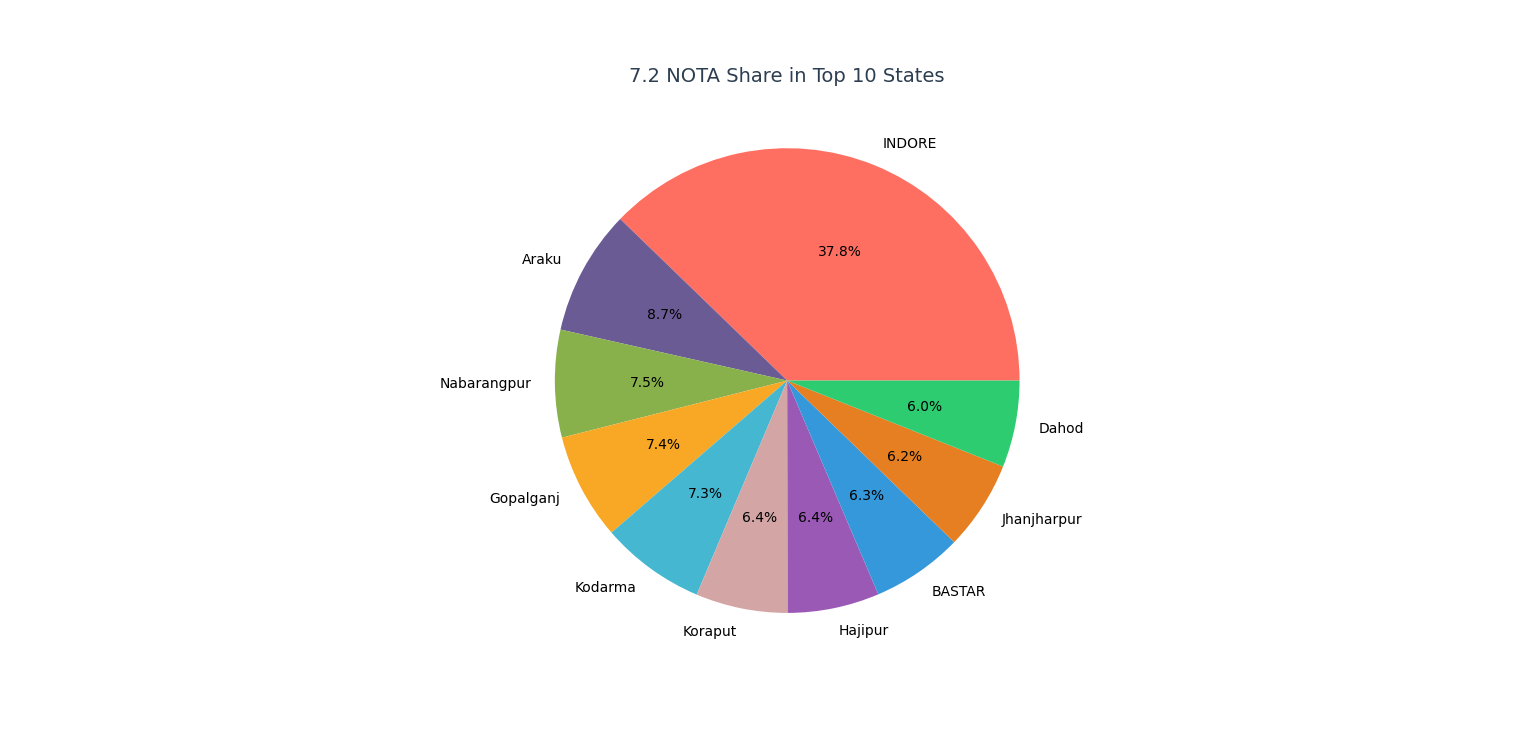 7.2 NOTA Share in Top 10 States
INDORE
37.8%
Araku
8.7%
Nabarangpur
7.5%
Gopalganj
7.4%
Kodarma
7.3%
Koraput
6.4%
Hajipur
6.4%
BASTAR
6.3%
Jhanjharpur
6.2%
Dahod
6.0%